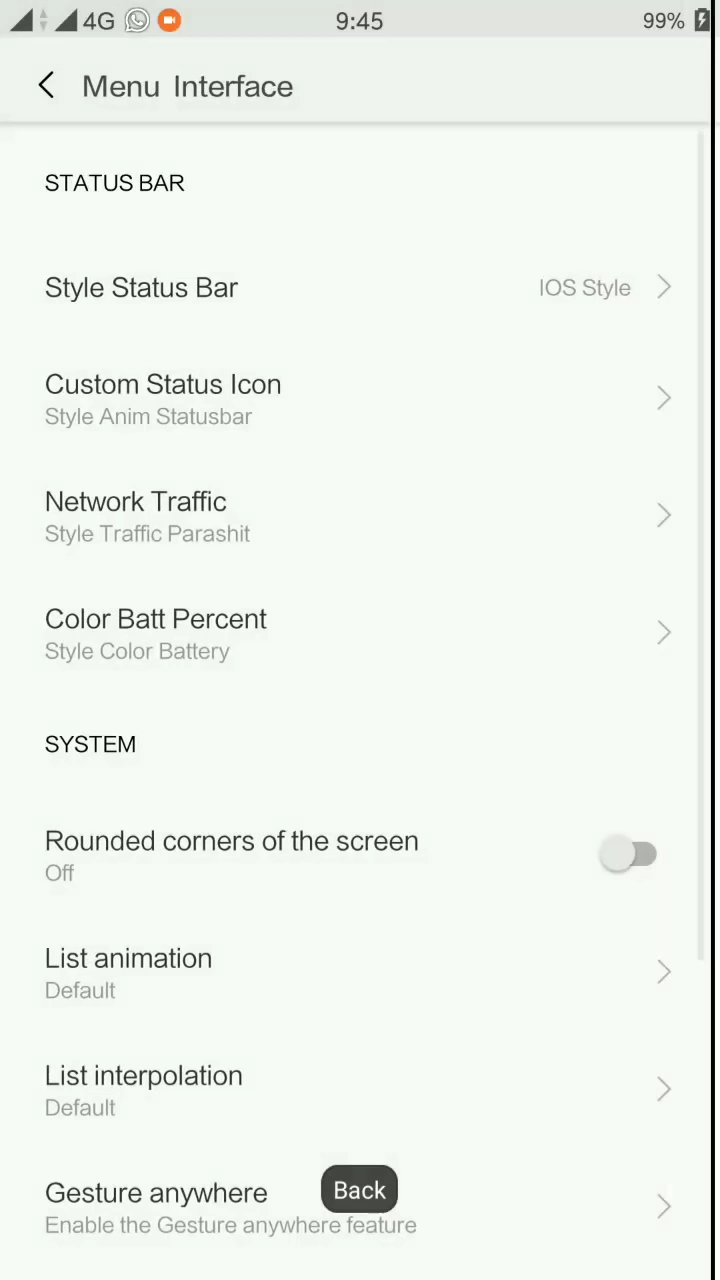 4G 9:45 99%
Menu Interface
STATUS BAR
Style Status Bar IOS Style
Custom Status Icon
Style Anim Statusbar
Network Traffic
Style Traffic Parashit
Color Batt Percent
Style Color Battery
SYSTEM
Rounded corners of the screen
Off
List animation
Default
List interpolation
Default
Gesture anywhere
Back
Enable the Gesture anywhere feature